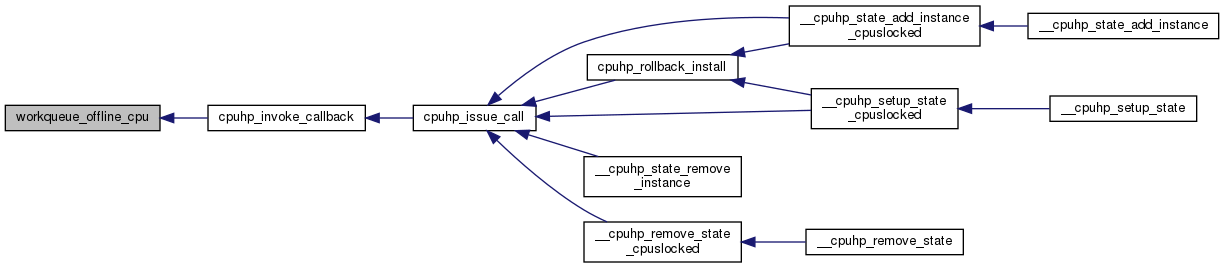 workqueue_offline_cpu
cpuhp_invoke_callback
cpuhp_issue_call
__cpuhp_state_add_instance
_cpuslocked
__cpuhp_state_add_instance
cpuhp_rollback_install
__cpuhp_setup_state
_cpuslocked
__cpuhp_setup_state
__cpuhp_state_remove
_instance
__cpuhp_remove_state
_cpuslocked
__cpuhp_remove_state